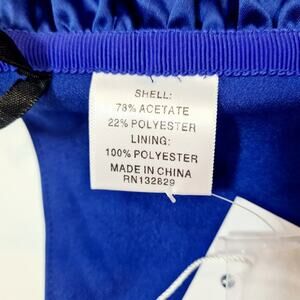 SHELL:
78% ACETATE
22% POLYESTER
LINING:
100% POLYESTER
MADE IN CHINA
RN132829